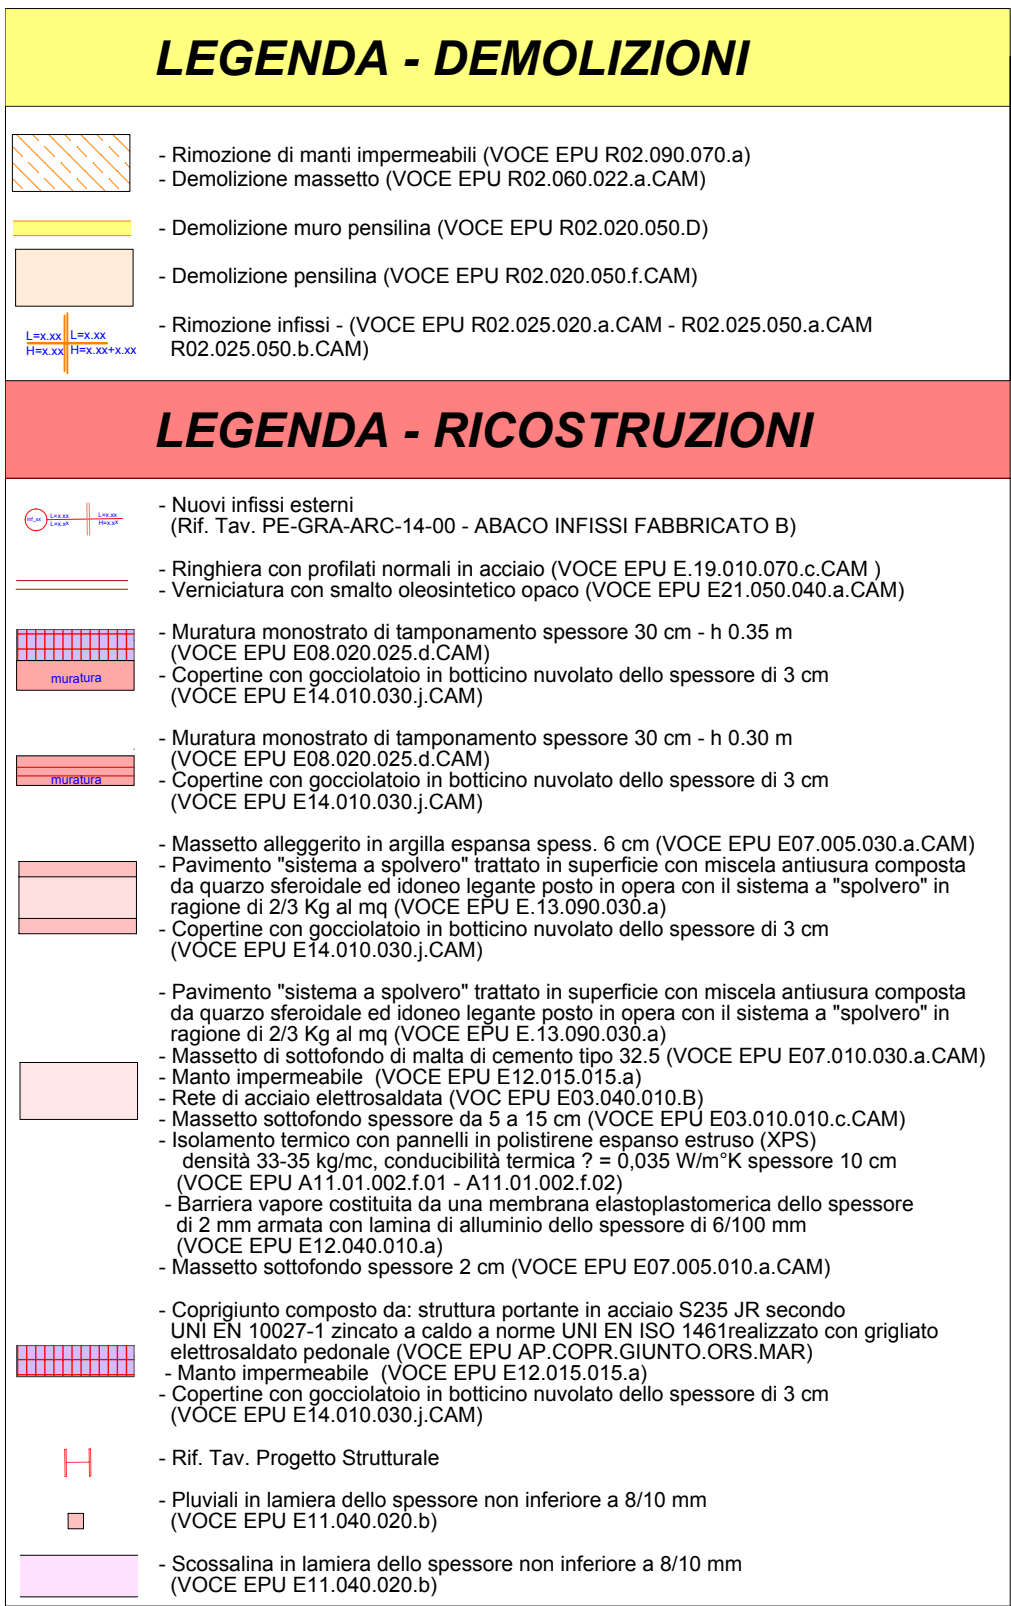 LEGENDA - DEMOLIZIONI
- Rimozione di manti impermeabili (VOCE EPU R02.090.070.a)
- Demolizione massetto (VOCE EPU R02.060.022.a.CAM)
- Demolizione muro pensilina (VOCE EPU R02.020.050.D)
- Demolizione pensilina (VOCE EPU R02.020.050.f.CAM)
L=x.xx L=x.xx
H=x.xx H=x.xx+x.xx
- Rimozione infissi - (VOCE EPU R02.025.020.a.CAM - R02.025.050.a.CAM
R02.025.050.b.CAM)
LEGENDA - RICOSTRUZIONI
Inf_xx L=x.xx L=x.xx
L=x.xx H=x.xx
- Nuovi infissi esterni
(Rif. Tav. PE-GRA-ARC-14-00 - ABACO INFISSI FABBRICATO B)
- Ringhiera con profilati normali in acciaio (VOCE EPU E.19.010.070.c.CAM )
- Verniciatura con smalto oleosintetico opaco (VOCE EPU E21.050.040.a.CAM)
- Muratura monostrato di tamponamento spessore 30 cm - h 0.35 m
(VOCE EPU E08.020.025.d.CAM)
muratura
- Copertine con gocciolatoio in botticino nuvolato dello spessore di 3 cm
(VOCE EPU E14.010.030.j.CAM)
- Muratura monostrato di tamponamento spessore 30 cm - h 0.30 m
(VOCE EPU E08.020.025.d.CAM)
muratura
- Copertine con gocciolatoio in botticino nuvolato dello spessore di 3 cm
(VOCE EPU E14.010.030.j.CAM)
- Massetto alleggerito in argilla espansa spess. 6 cm (VOCE EPU E07.005.030.a.CAM)
- Pavimento "sistema a spolvero" trattato in superficie con miscela antiusura composta
da quarzo sferoidale ed idoneo legante posto in opera con il sistema a "spolvero" in
ragione di 2/3 Kg al mq (VOCE EPU E.13.090.030.a)
- Copertine con gocciolatoio in botticino nuvolato dello spessore di 3 cm
(VOCE EPU E14.010.030.j.CAM)
- Pavimento "sistema a spolvero" trattato in superficie con miscela antiusura composta
da quarzo sferoidale ed idoneo legante posto in opera con il sistema a "spolvero" in
ragione di 2/3 Kg al mq (VOCE EPU E.13.090.030.a)
- Massetto di sottofondo di malta di cemento tipo 32.5 (VOCE EPU E07.010.030.a.CAM)
- Manto impermeabile (VOCE EPU E12.015.015.a)
- Rete di acciaio elettrosaldata (VOC EPU E03.040.010.B)
- Massetto sottofondo spessore da 5 a 15 cm (VOCE EPU E03.010.010.c.CAM)
- Isolamento termico con pannelli in polistirene espanso estruso (XPS)
densità 33-35 kg/mc, conducibilità termica ? = 0,035 W/m°K spessore 10 cm
(VOCE EPU A11.01.002.f.01 - A11.01.002.f.02)
- Barriera vapore costituita da una membrana elastoplastomerica dello spessore
di 2 mm armata con lamina di alluminio dello spessore di 6/100 mm
(VOCE EPU E12.040.010.a)
- Massetto sottofondo spessore 2 cm (VOCE EPU E07.005.010.a.CAM)
- Coprigiunto composto da: struttura portante in acciaio S235 JR secondo
UNI EN 10027-1 zincato a caldo a norme UNI EN ISO 1461realizzato con grigliato
elettrosaldato pedonale (VOCE EPU AP.COPR.GIUNTO.ORS.MAR)
- Manto impermeabile (VOCE EPU E12.015.015.a)
- Copertine con gocciolatoio in botticino nuvolato dello spessore di 3 cm
(VOCE EPU E14.010.030.j.CAM)
- Rif. Tav. Progetto Strutturale
- Pluviali in lamiera dello spessore non inferiore a 8/10 mm
(VOCE EPU E11.040.020.b)
- Scossalina in lamiera dello spessore non inferiore a 8/10 mm
(VOCE EPU E11.040.020.b)